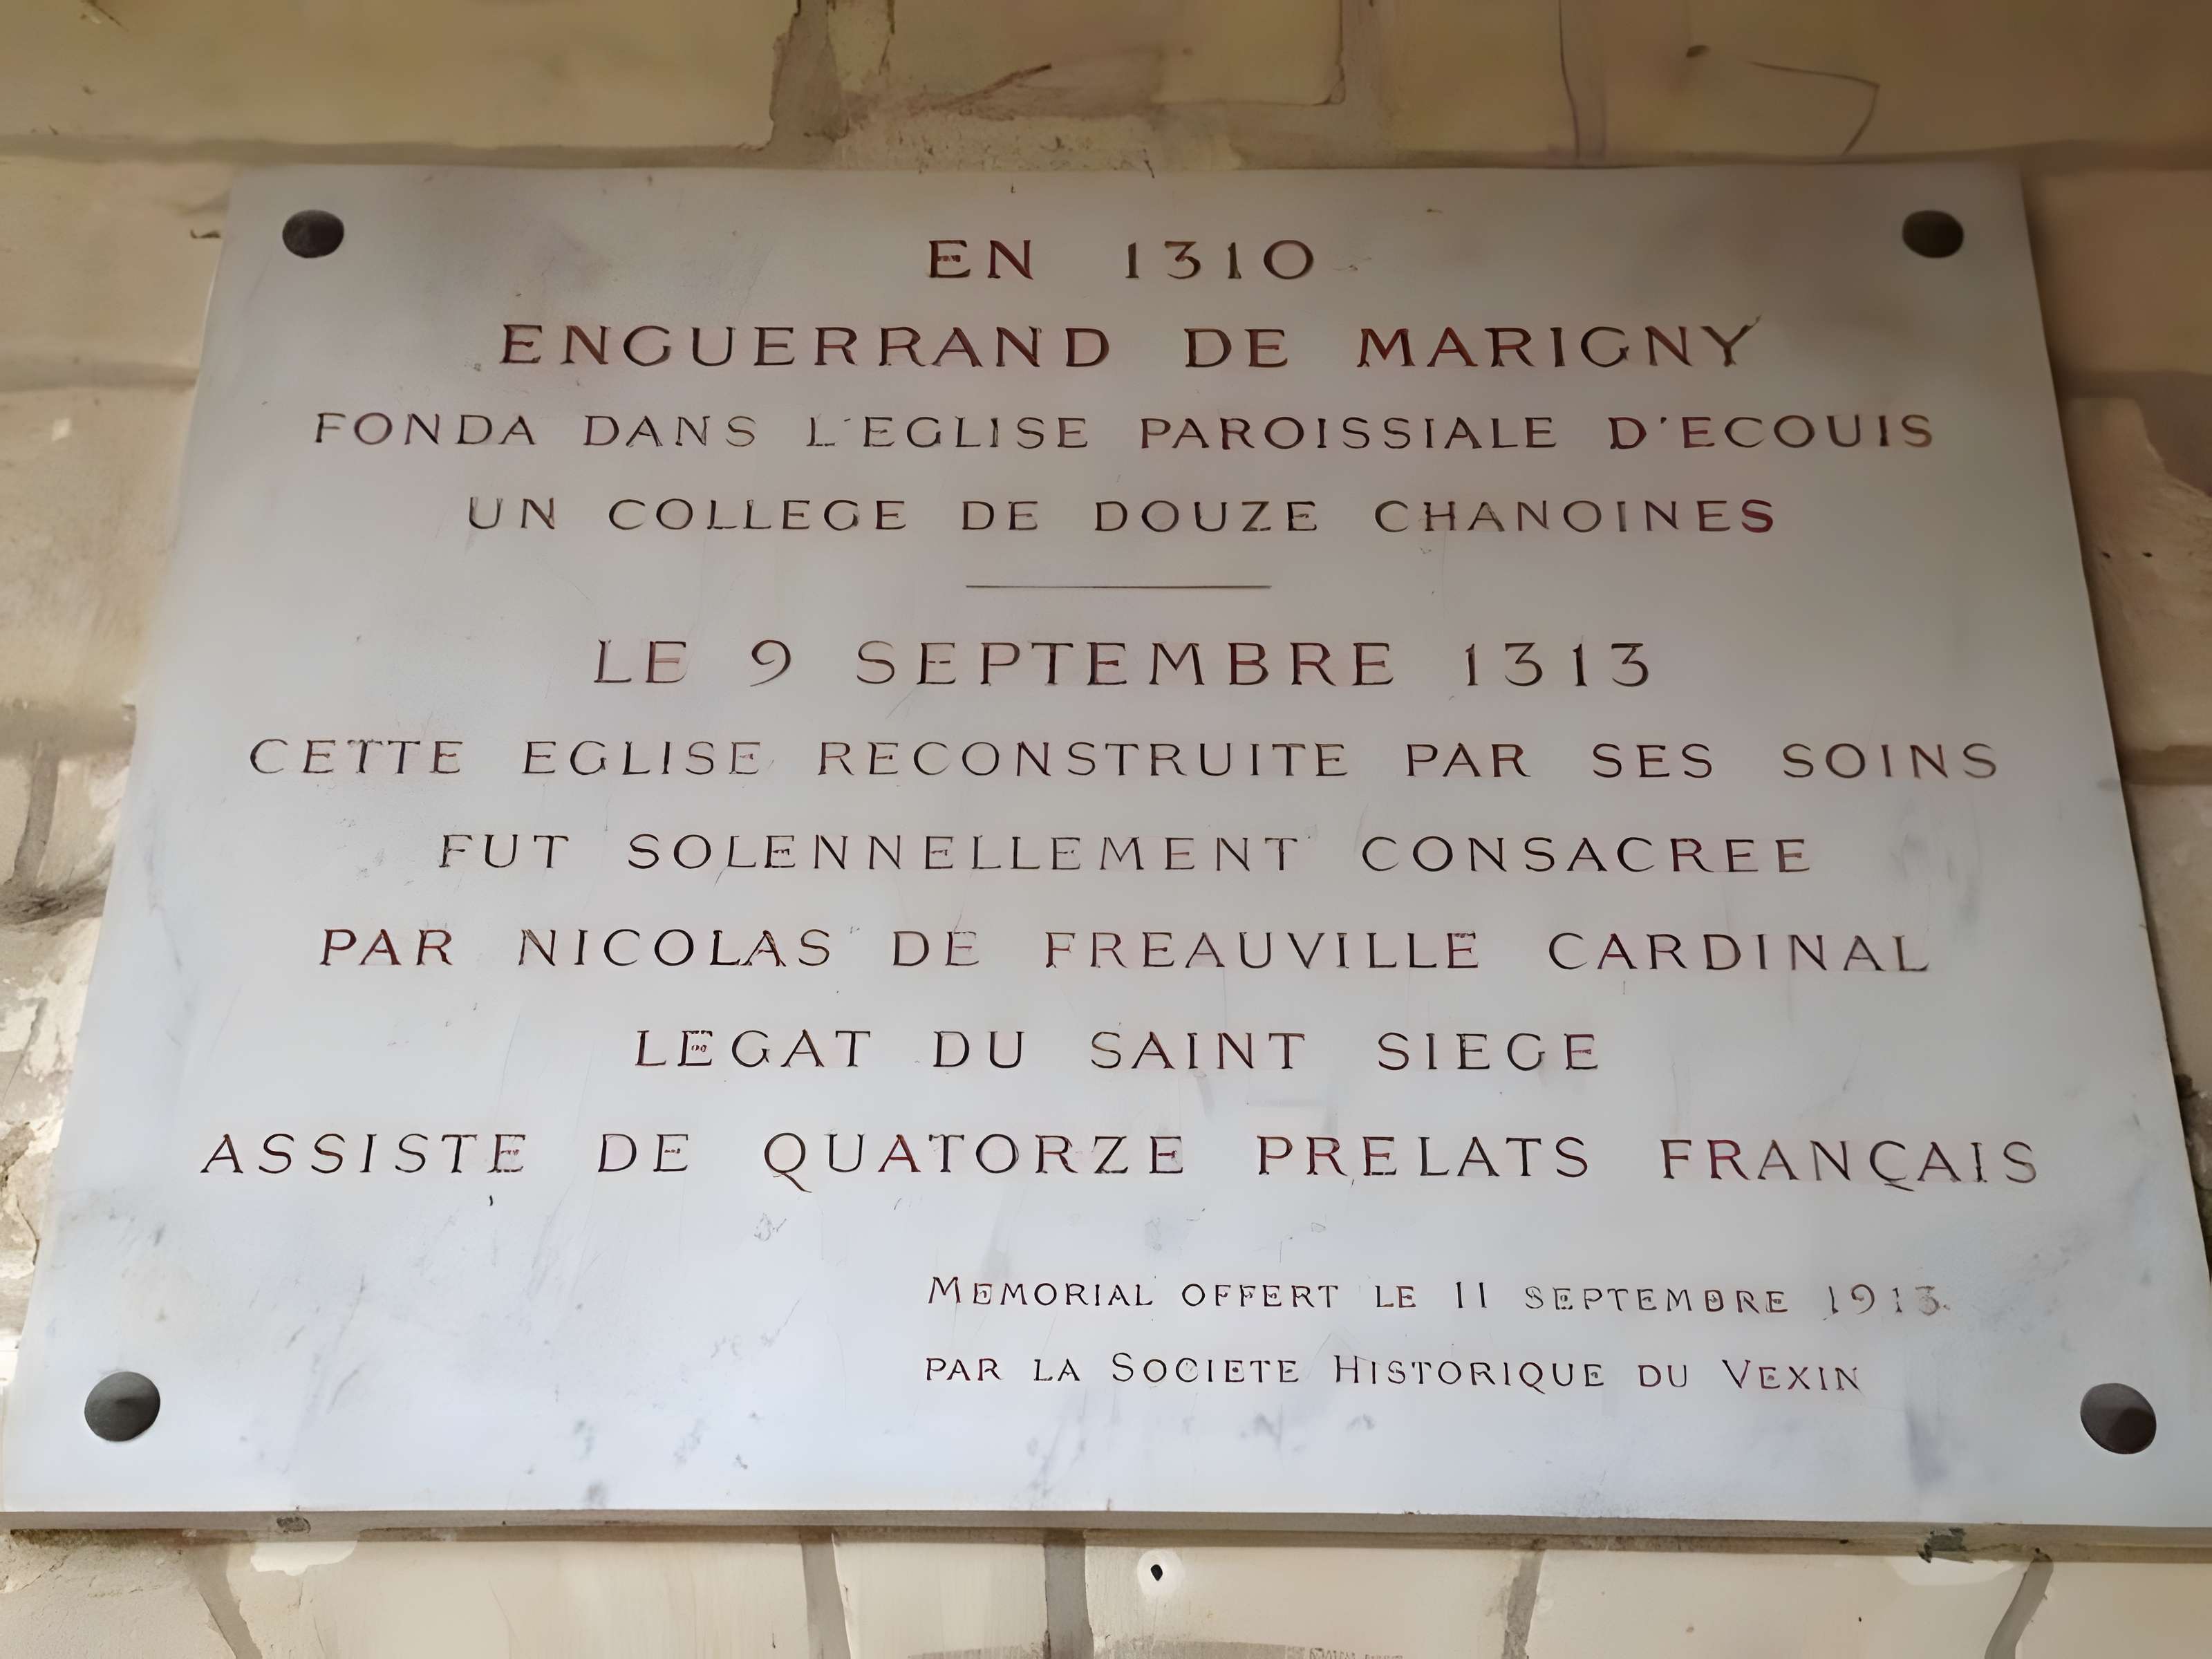 EN 1310
ENGUERRAND DE MARIGNY
FONDA DANS L'EGLISE PAROISSIALE D'ECOUIS
UN COLLEGE DE DOUZE CHANOINES
LE 9 SEPTEMBRE 1313
CETTE EGLISE RECONSTRUITE PAR SES SOINS
FUT SOLENNELLEMENT CONSACREE
PAR NICOLAS DE FREAUVILLE CARDINAL
LEGAT DU SAINT SIEGE
ASSISTE DE QUATORZE PRELATS FRANÇAIS
MEMORIAL OFFERT LE 11 SEPTEMBRE 1913
PAR LA SOCIETE HISTORIQUE DU VEXIN